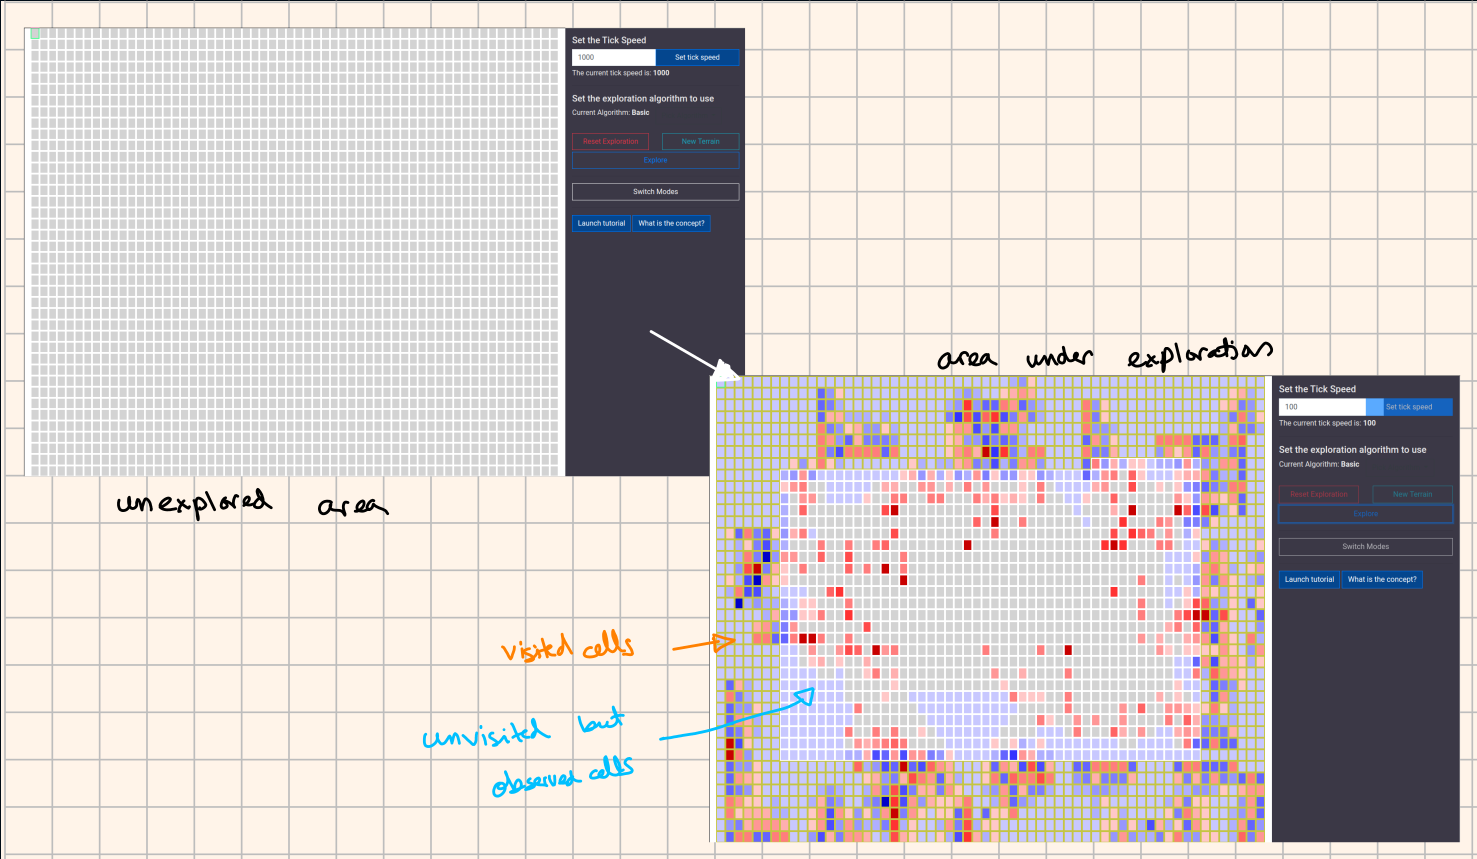 Set the Tick Speed
1000
Set tick speed
The current tick speed is: 1000
Set the exploration algorithm to use
Current Algorithm: Basic
Reset Exploration
New Terrain
Explore
Switch Modes
Launch tutorial
What is the concept?
unexplored area
area under exploration
Set the Tick Speed
100
Set tick speed
The current tick speed is: 100
Set the exploration algorithm to use
Current Algorithm: Basic
Reset Exploration
New Terrain
Explore
Switch Modes
Launch tutorial
What is the concept?
visited cells
unvisited but
observed cells